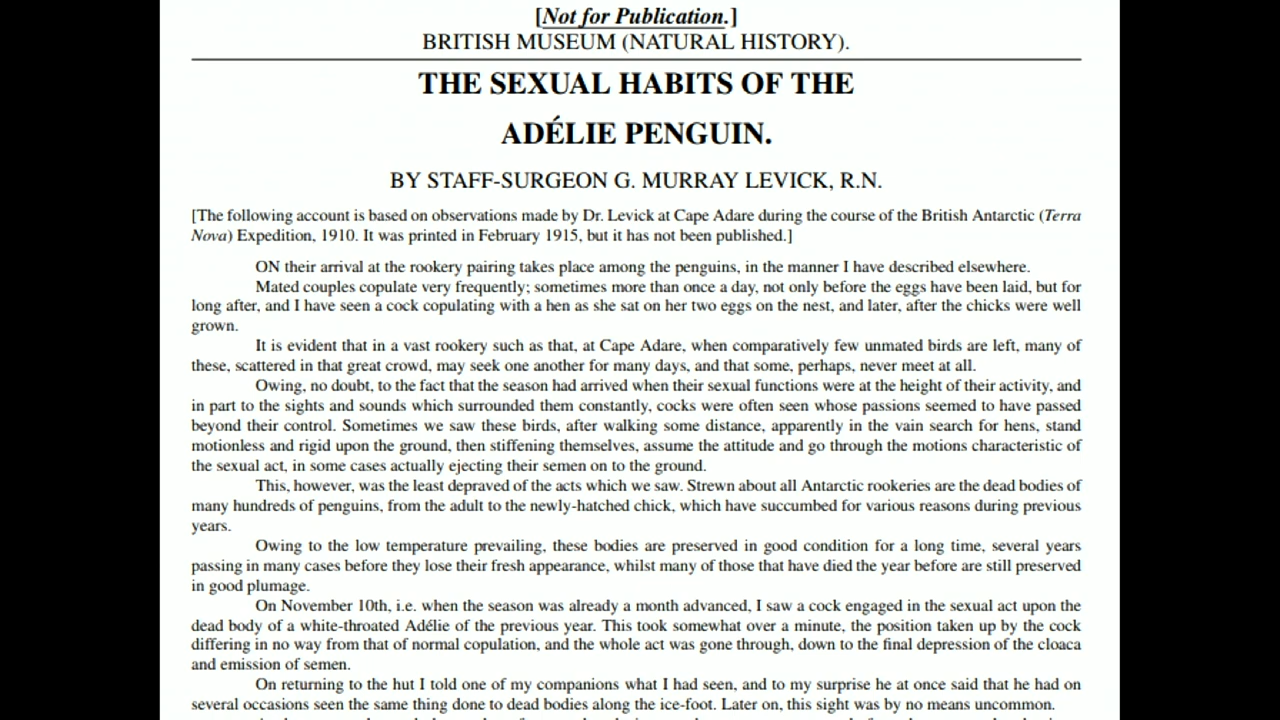 [Not for Publication.]
BRITISH MUSEUM (NATURAL HISTORY).
THE SEXUAL HABITS OF THE
ADÉLIE PENGUIN.
BY STAFF-SURGEON G. MURRAY LEVICK, R.N.
[The following account is based on observations made by Dr. Levick at Cape Adare during the course of the British Antarctic (Terra
Nova) Expedition, 1910. It was printed in February 1915, but it has not been published.]
ON their arrival at the rookery pairing takes place among the penguins, in the manner I have described elsewhere.
Mated couples copulate very frequently; sometimes more than once a day, not only before the eggs have been laid, but for
long after, and I have seen a cock copulating with a hen as she sat on her two eggs on the nest, and later, after the chicks were well
grown.
It is evident that in a vast rookery such as that, at Cape Adare, when comparatively few unmated birds are left, many of
these, scattered in that great crowd, may seek one another for many days, and that some, perhaps, never meet at all.
Owing, no doubt, to the fact that the season had arrived when their sexual functions were at the height of their activity, and
in part to the sights and sounds which surrounded them constantly, cocks were often seen whose passions seemed to have passed
beyond their control. Sometimes we saw these birds, after walking some distance, apparently in the vain search for hens, stand
motionless and rigid upon the ground, then stiffening themselves, assume the attitude and go through the motions characteristic of
the sexual act, in some cases actually ejecting their semen on to the ground.
This, however, was the least depraved of the acts which we saw. Strewn about all Antarctic rookeries are the dead bodies of
many hundreds of penguins, from the adult to the newly-hatched chick, which have succumbed for various reasons during previous
years.
Owing to the low temperature prevailing, these bodies are preserved in good condition for a long time, several years
passing in many cases before they lose their fresh appearance, whilst many of those that have died the year before are still preserved
in good plumage.
On November 10th, i.e. when the season was already a month advanced, I saw a cock engaged in the sexual act upon the
dead body of a white-throated Adélie of the previous year. This took somewhat over a minute, the position taken up by the cock
differing in no way from that of normal copulation, and the whole act was gone through, down to the final depression of the cloaca
and emission of semen.
On returning to the hut I told one of my companions what I had seen, and to my surprise he at once said that he had on
several occasions seen the same thing done to dead bodies along the ice-foot. Later on, this sight was by no means uncommon.